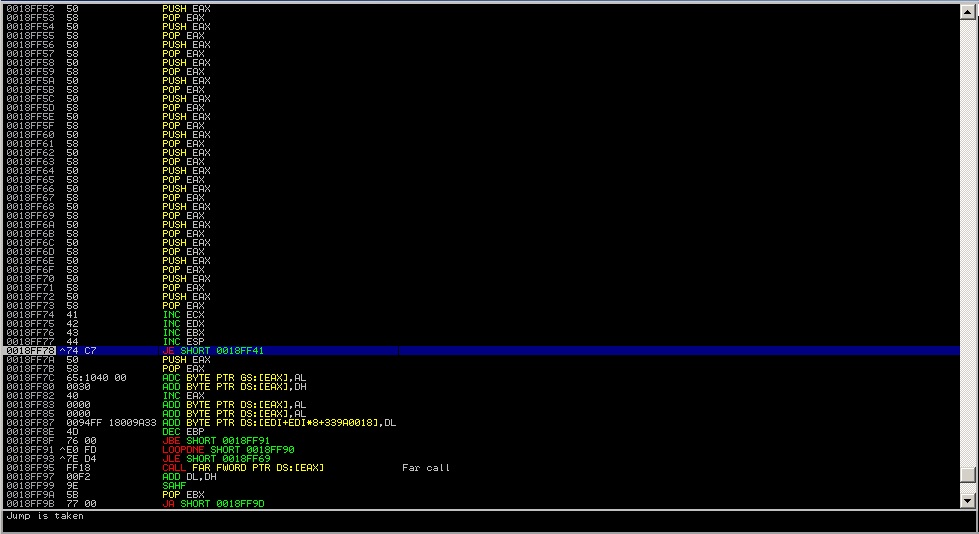 0018FF52 50 PUSH EAX
0018FF53 58 POP EAX
0018FF54 50 PUSH EAX
0018FF55 58 POP EAX
0018FF56 50 PUSH EAX
0018FF57 58 POP EAX
0018FF58 50 PUSH EAX
0018FF59 58 POP EAX
0018FF5A 50 PUSH EAX
0018FF5B 58 POP EAX
0018FF5C 50 PUSH EAX
0018FF5D 58 POP EAX
0018FF5E 50 PUSH EAX
0018FF5F 58 POP EAX
0018FF60 50 PUSH EAX
0018FF61 58 POP EAX
0018FF62 50 PUSH EAX
0018FF63 58 POP EAX
0018FF64 50 PUSH EAX
0018FF65 58 POP EAX
0018FF66 50 PUSH EAX
0018FF67 58 POP EAX
0018FF68 50 PUSH EAX
0018FF69 58 POP EAX
0018FF6A 50 PUSH EAX
0018FF6B 58 POP EAX
0018FF6C 50 PUSH EAX
0018FF6D 58 POP EAX
0018FF6E 50 PUSH EAX
0018FF6F 58 POP EAX
0018FF70 50 PUSH EAX
0018FF71 58 POP EAX
0018FF72 50 PUSH EAX
0018FF73 58 POP EAX
0018FF74 41 INC ECX
0018FF75 42 INC EDX
0018FF76 43 INC EBX
0018FF77 44 INC ESP
0018FF78 ^74 C7 JE SHORT 0018FF41
0018FF7A 50 PUSH EAX
0018FF7B 58 POP EAX
0018FF7C 65:1040 00 ADC BYTE PTR GS:[EAX],AL
0018FF80 0030 ADD BYTE PTR DS:[EAX],DH
0018FF82 40 INC EAX
0018FF83 0000 ADD BYTE PTR DS:[EAX],AL
0018FF85 0000 ADD BYTE PTR DS:[EAX],AL
0018FF87 0094FF 18009A33 ADD BYTE PTR DS:[EDI+EDI*8+339A0018],DL
0018FF8E 4D DEC EBP
0018FF8F 76 00 JBE SHORT 0018FF91
0018FF91 ^E0 FD LOOPDNE SHORT 0018FF90
0018FF93 ^7E D4 JLE SHORT 0018FF69
0018FF95 FF18 CALL FAR FWORD PTR DS:[EAX] Far call
0018FF97 00F2 ADD DL,DH
0018FF99 9E SAHF
0018FF9A 5B POP EBX
0018FF9B 77 00 JA SHORT 0018FF9D
Jump is taken